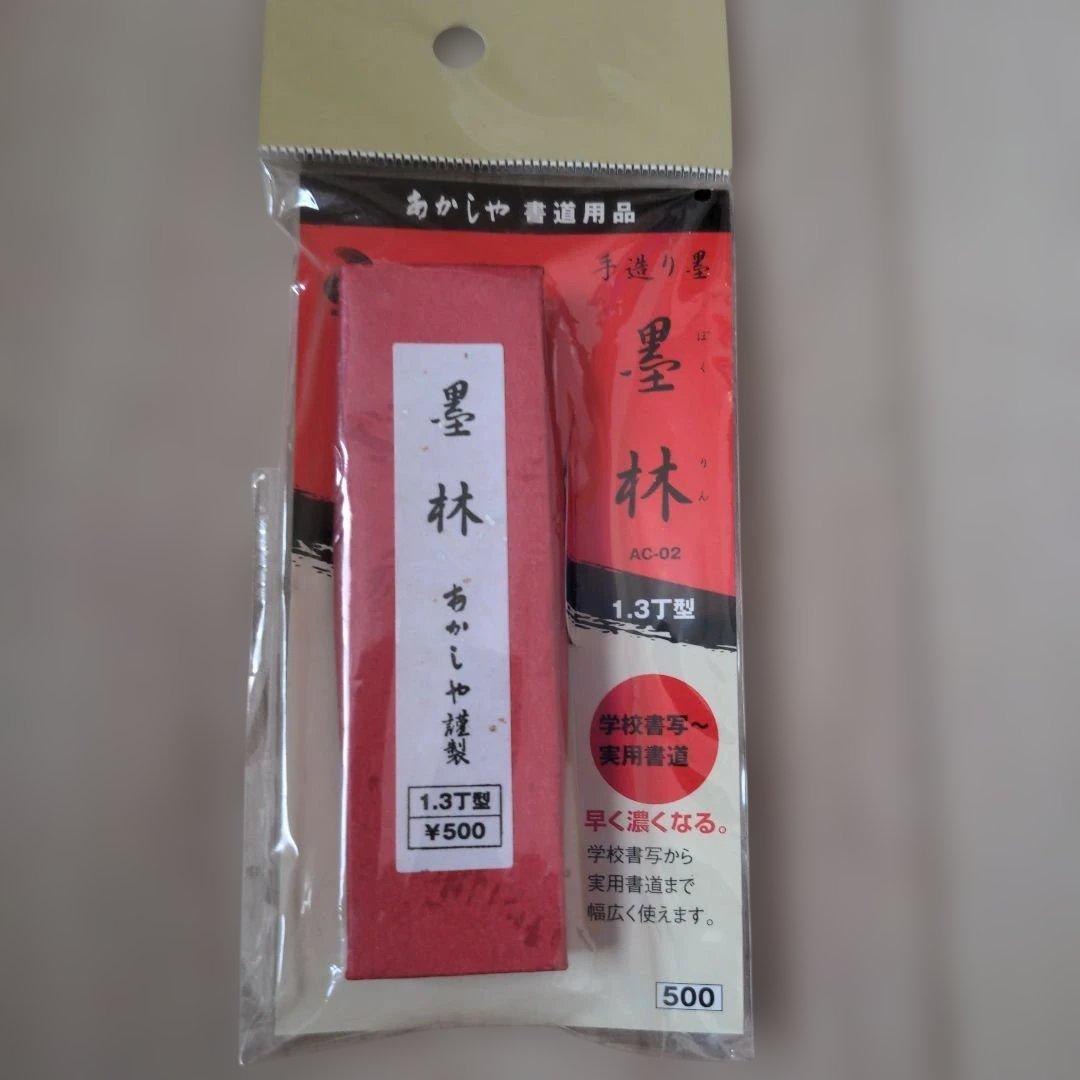 あかしや 書道用品
手造り墨
墨林
ぼくりん
AC-02
1.3丁型
学校書写～
実用書道
早く濃くなる。
学校書写から
実用書道まで
幅広く使えます。
500
墨林
あかしや謹製
1.3丁型
¥500